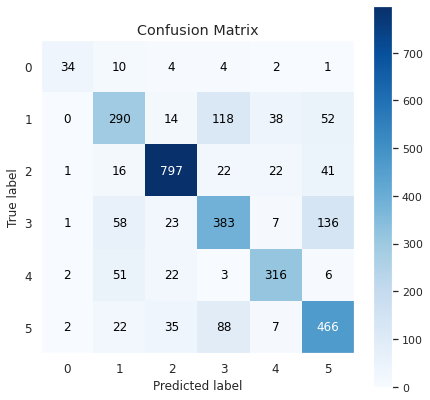 Confusion Matrix
0 34 10 4 4 2 1
1 0 290 14 118 38 52
2 1 16 797 22 22 41
3 1 58 23 383 7 136
4 2 51 22 3 316 6
5 2 22 35 88 7 466
0 1 2 3 4 5
True label
Predicted label
700
600
500
400
300
200
100
0